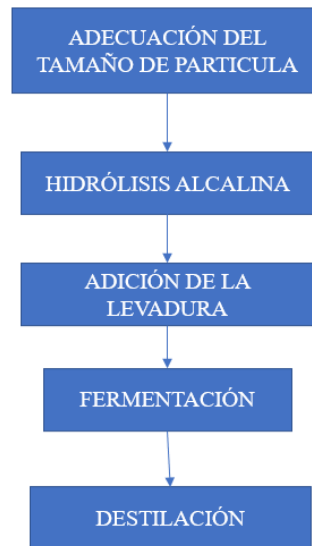 ADECUACIÓN DEL
TAMAÑO DE PARTICULA
HIDRÓLISIS ALCALINA
ADICIÓN DE LA
LEVADURA
FERMENTACIÓN
DESTILACIÓN